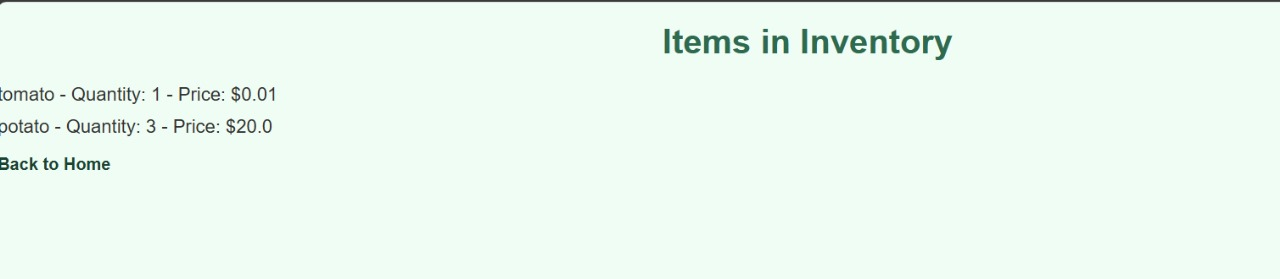 Items in Inventory
tomato - Quantity: 1 - Price: $0.01
potato - Quantity: 3 - Price: $20.0
Back to Home